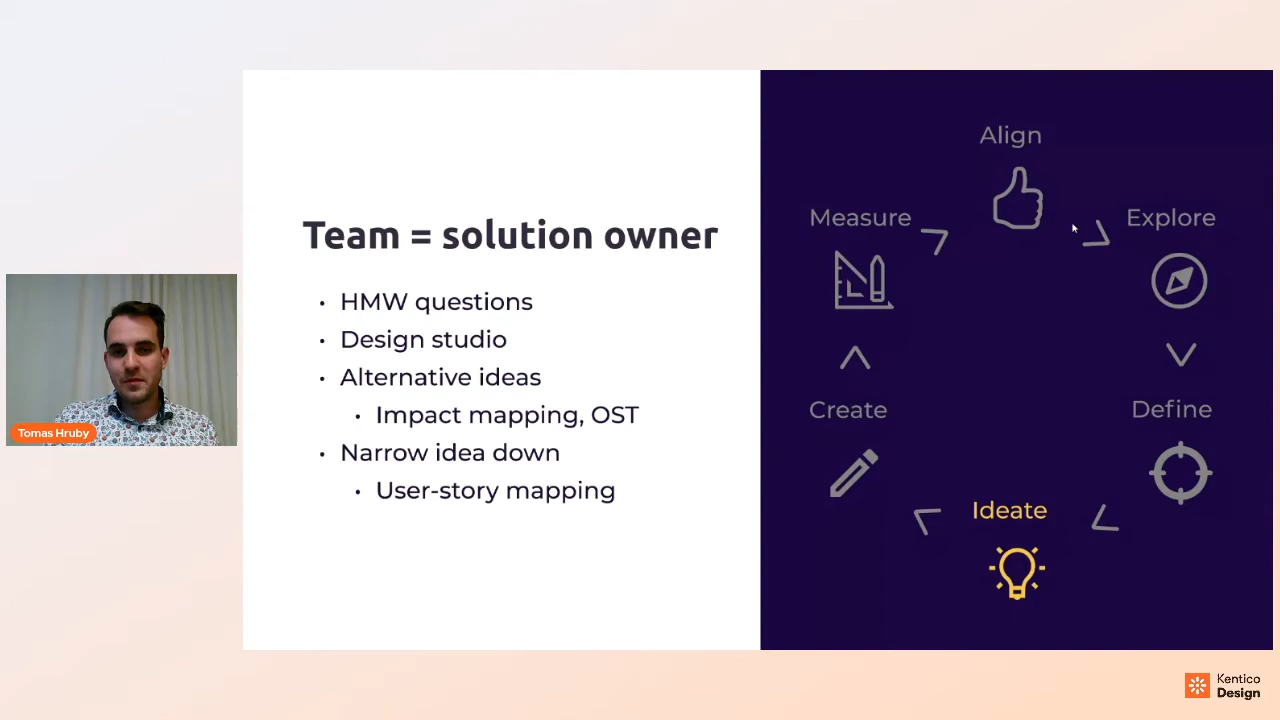 Team = solution owner
• HMW questions
• Design studio
• Alternative ideas
• Impact mapping, OST
• Narrow idea down
• User-story mapping
Align
Measure
Explore
Create
Define
Ideate
Tomas Hruby
Kentico
Design